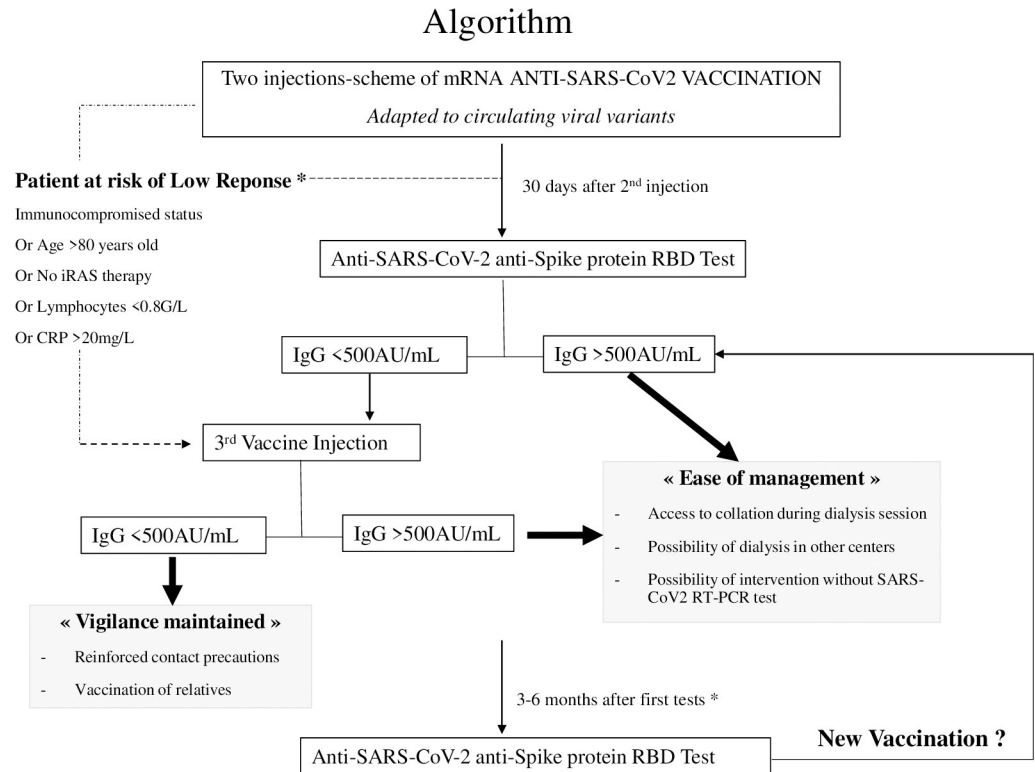 Algorithm
Two injections-scheme of mRNA ANTI-SARS-CoV2 VACCINATION
Adapted to circulating viral variants
Patient at risk of Low Reponse *
30 days after 2nd injection
Immunocompromised status
Or Age >80 years old
Or No iRAS therapy
Or Lymphocytes <0.8G/L
Or CRP >20mg/L
Anti-SARS-CoV-2 anti-Spike protein RBD Test
IgG <500AU/mL
IgG >500AU/mL
3rd Vaccine Injection
IgG <500AU/mL
IgG >500AU/mL
« Ease of management »
- Access to collation during dialysis session
- Possibility of dialysis in other centers
- Possibility of intervention without SARS-
CoV2 RT-PCR test
« Vigilance maintained »
- Reinforced contact precautions
- Vaccination of relatives
3-6 months after first tests *
Anti-SARS-CoV-2 anti-Spike protein RBD Test
New Vaccination ?